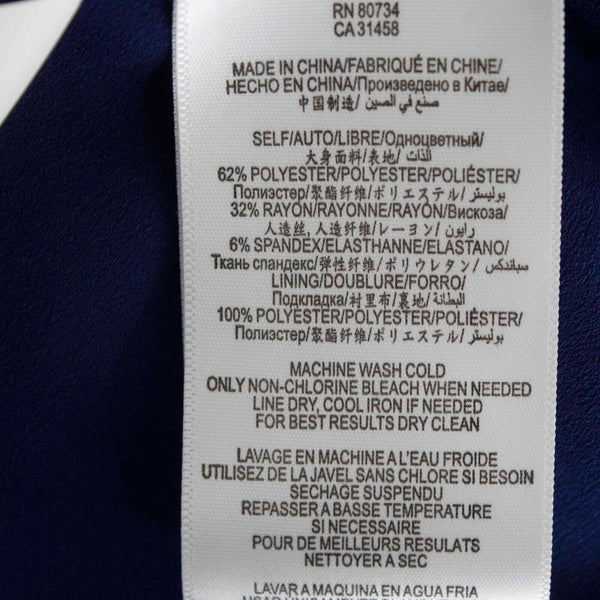 RN 80734
CA 31458
MADE IN CHINA/FABRIQUÉ EN CHINE/
HECHO EN CHINA/Произведено в Китае/
中国制造/ صنع في الصين/
SELF/AUTO/LIBRE/Одноцветный/
大身面料/表地/ الذات/
62% POLYESTER/POLYESTER/POLIÉSTER/
Полиэстер/聚酯纤维/ポリエステル/ بوليستر/
32% RAYON/RAYONNE/RAYÓN/Вискоза/
人造丝, 人造纤维/レーヨン/ رايون/
6% SPANDEX/ELASTHANNE/ELASTANO/
Ткань спандекс/弹性纤维/ポリウレタン/ سباندكس/
LINING/DOUBLURE/FORRO/
Подкладка/衬里布/裏地/ البطانة/
100% POLYESTER/POLYESTER/POLIÉSTER/
Полиэстер/聚酯纤维/ポリエステル/ بوليستر/
MACHINE WASH COLD
ONLY NON-CHLORINE BLEACH WHEN NEEDED
LINE DRY, COOL IRON IF NEEDED
FOR BEST RESULTS DRY CLEAN
LAVAGE EN MACHINE A L'EAU FROIDE
UTILISEZ DE LA JAVEL SANS CHLORE SI BESOIN
SECHAGE SUSPENDU
REPASSER A BASSE TEMPERATURE
SI NECESSAIRE
POUR DE MEILLEURS RESULATS
NETTOYER A SEC
LAVAR A MAQUINA EN AGUA FRIA